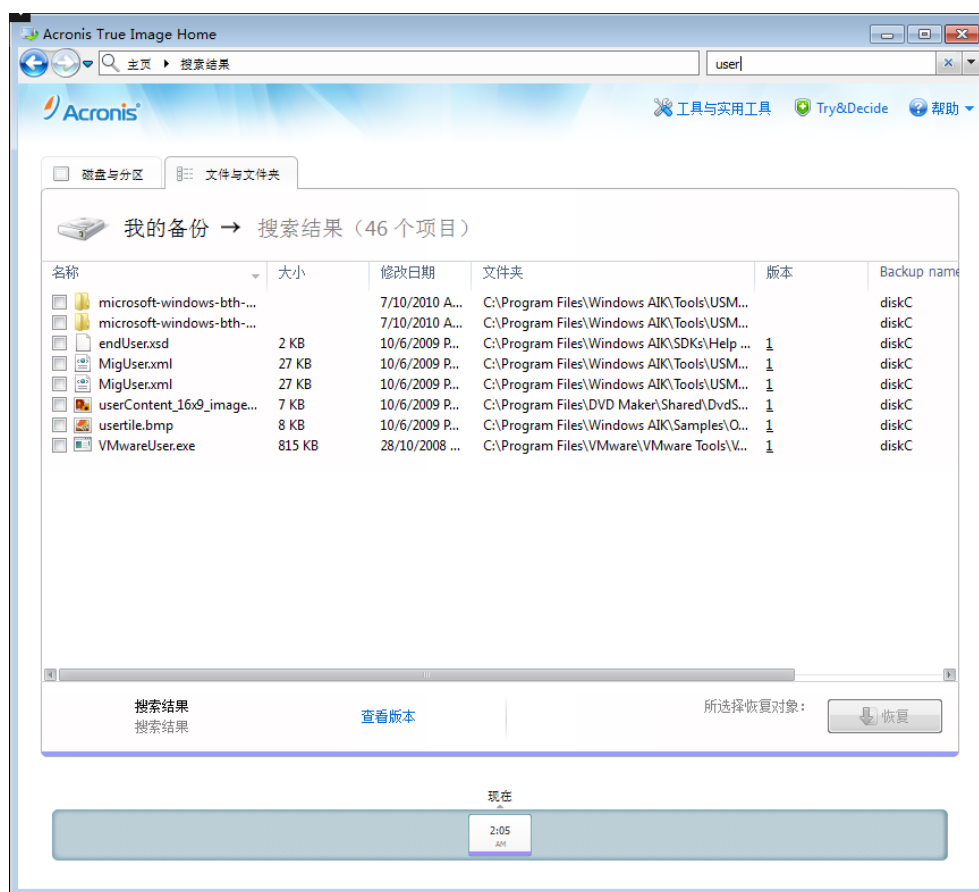 Acronis True Image Home
主页 ▸ 搜索结果 user
Acronis
工具与实用工具 Try&Decide 帮助
磁盘与分区 文件与文件夹
我的备份 → 搜索结果（46 个项目）
名称 大小 修改日期 文件夹 版本 Backup name
microsoft-windows-bth-... 7/10/2010 A... C:\Program Files\Windows AIK\Tools\USM... diskC
microsoft-windows-bth-... 7/10/2010 A... C:\Program Files\Windows AIK\Tools\USM... diskC
endUser.xsd 2 KB 10/6/2009 P... C:\Program Files\Windows AIK\SDKs\Help ... 1 diskC
MigUser.xml 27 KB 10/6/2009 P... C:\Program Files\Windows AIK\Tools\USM... 1 diskC
MigUser.xml 27 KB 10/6/2009 P... C:\Program Files\Windows AIK\Tools\USM... 1 diskC
userContent_16x9_image... 7 KB 10/6/2009 P... C:\Program Files\DVD Maker\Shared\DvdS... 1 diskC
usertile.bmp 8 KB 10/6/2009 P... C:\Program Files\Windows AIK\Samples\O... 1 diskC
VMwareUser.exe 815 KB 28/10/2008 ... C:\Program Files\VMware\VMware Tools\V... 1 diskC
搜索结果
搜索结果
查看版本
所选择恢复对象：
恢复
现在
2:05
AM